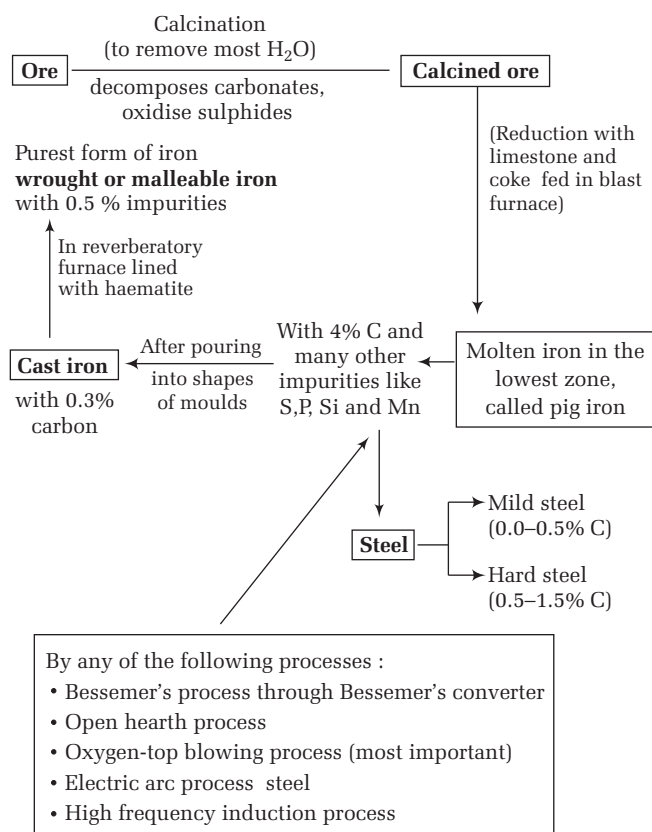 Calcination
(to remove most H₂O)
Ore
Calcined ore
decomposes carbonates,
oxidise sulphides
(Reduction with
limestone and
coke fed in blast
furnace)
Purest form of iron
wrought or malleable iron
with 0.5 % impurities
In reverberatory
furnace lined
with haematite
Cast iron
with 0.3%
carbon
After pouring
into shapes
of moulds
With 4% C and
many other
impurities like
S,P, Si and Mn
Molten iron in the
lowest zone,
called pig iron
Steel
Mild steel
(0.0–0.5% C)
Hard steel
(0.5–1.5% C)
By any of the following processes :
• Bessemer's process through Bessemer's converter
• Open hearth process
• Oxygen-top blowing process (most important)
• Electric arc process steel
• High frequency induction process